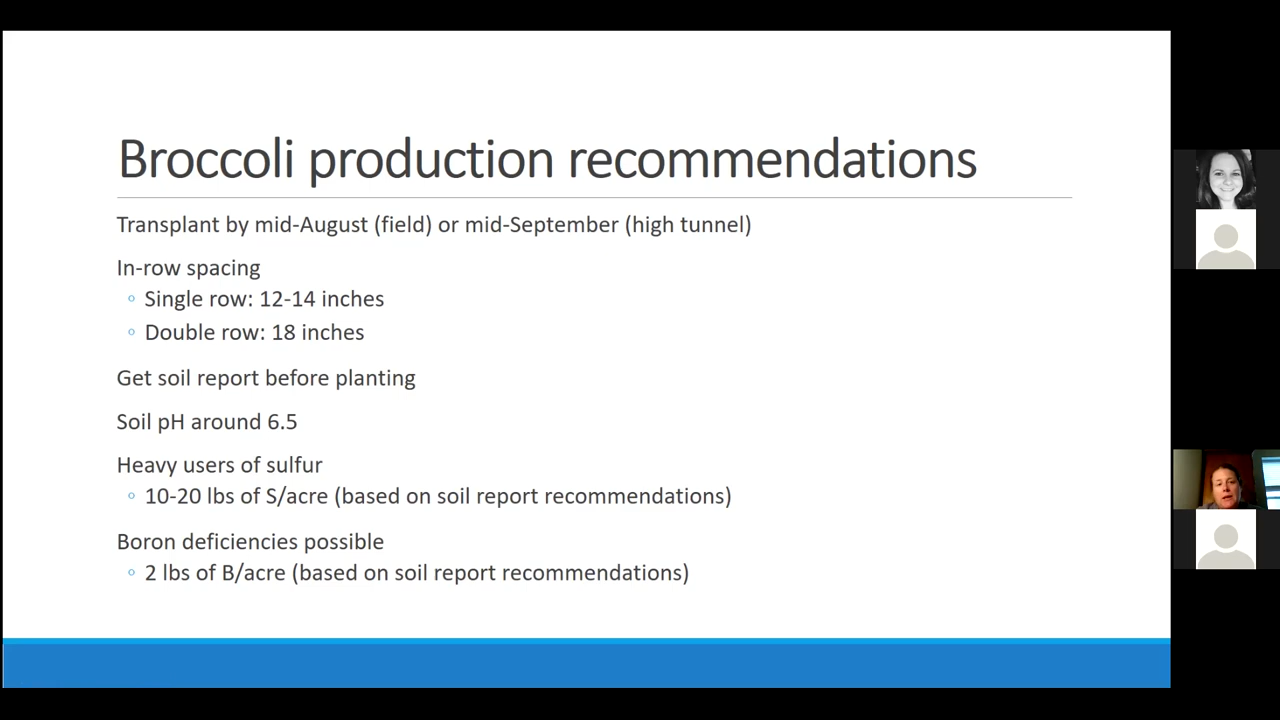 Broccoli production recommendations
Transplant by mid-August (field) or mid-September (high tunnel)
In-row spacing
◦ Single row: 12-14 inches
◦ Double row: 18 inches
Get soil report before planting
Soil pH around 6.5
Heavy users of sulfur
◦ 10-20 lbs of S/acre (based on soil report recommendations)
Boron deficiencies possible
◦ 2 lbs of B/acre (based on soil report recommendations)